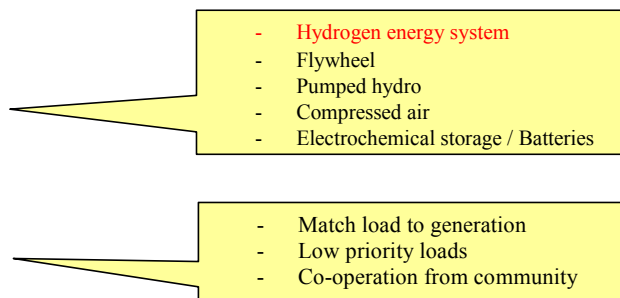 - Hydrogen energy system
- Flywheel
- Pumped hydro
- Compressed air
- Electrochemical storage / Batteries
- Match load to generation
- Low priority loads
- Co-operation from community